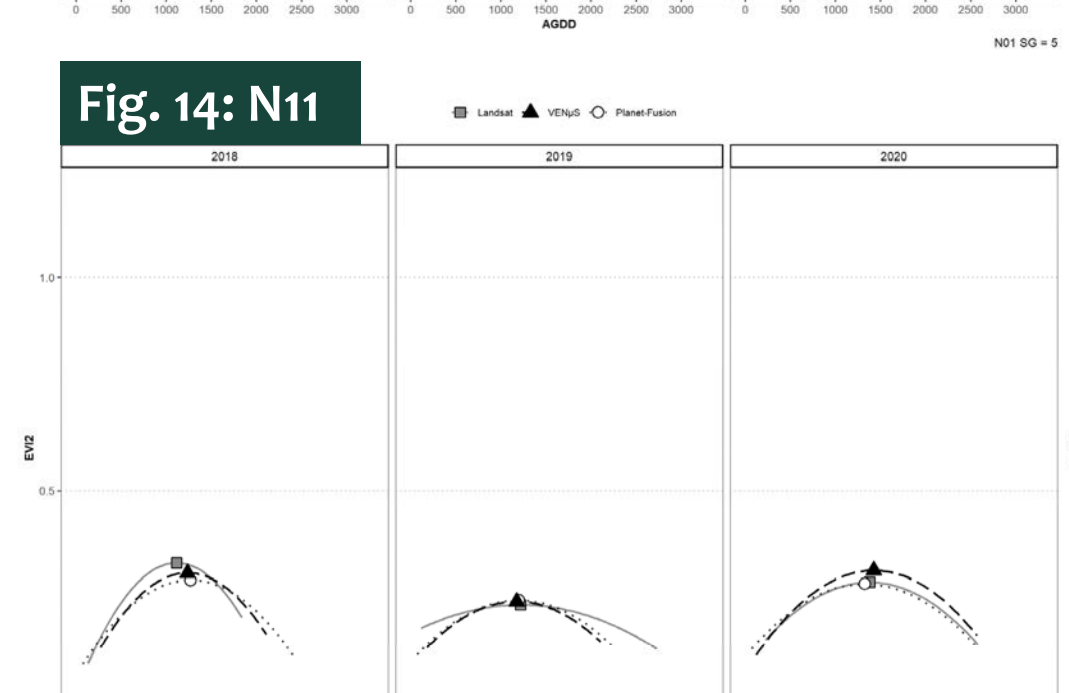 0 500 1000 1500 2000 2500 3000 0 500 1000 1500 2000 2500 3000 0 500 1000 1500 2000 2500 3000
AGDD
N01 SG = 5
Fig. 14: N11
Landsat VENµS Planet-Fusion
2018 2019 2020
1.0
EVI2
0.5